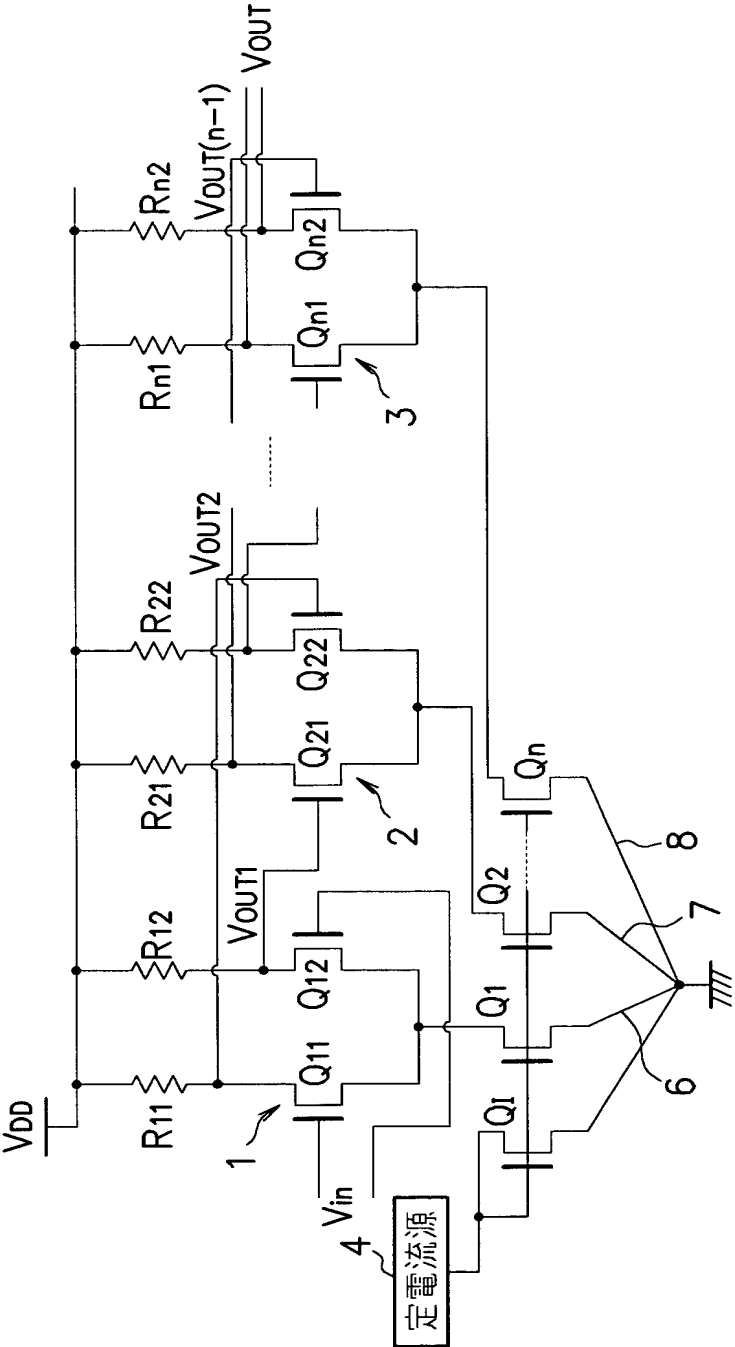 VDD
R11
R12
R21
R22
Rn1
Rn2
VOUT1
VOUT2
VOUT(n-1)
VOUT
1
Q11
Q12
2
Q21
Q22
3
Qn1
Qn2
Vin
4
定電流源
QI
Q1
Q2
Qn
6
7
8